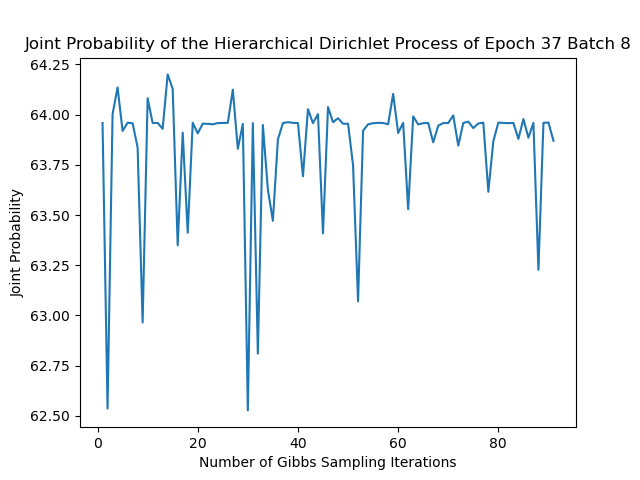 Joint Probability of the Hierarchical Dirichlet Process of Epoch 37 Batch 8
64.25
64.00
63.75
63.50
63.25
63.00
62.75
62.50
Joint Probability
0 20 40 60 80
Number of Gibbs Sampling Iterations